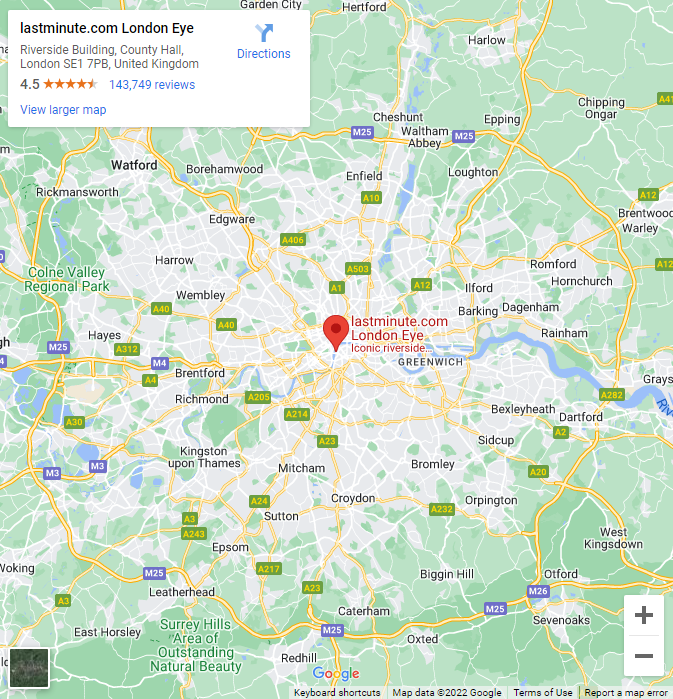 lastminute.com London Eye
Riverside Building, County Hall,
London SE1 7PB, United Kingdom
4.5
143,749 reviews
View larger map
Directions
Garden City
Hertford
Harlow
Chipping
Ongar
A41
Epping
Cheshunt
Waltham
Abbey
M25
M25
Watford
Borehamwood
Enfield
Loughton
A10
A12
Rickmansworth
Edgware
Brentwood
Warley
A406
Harrow
Colne Valley
Regional Park
A503
Romford
A12
Hornchurch
A1
A12
Ilford
Wembley
A40
Barking
Dagenham
A40
lastminute.com
London Eye
Iconic riverside...
Rainham
Hayes
A312
M25
M4
GREENWICH
A4
Brentford
Grays
Richmond
A205
A282
A214
Bexleyheath
Dartford
A30
A2
A23
Sidcup
Kingston
upon Thames
M3
M3
Mitcham
Bromley
A20
Croydon
Orpington
A24
A232
A3
Sutton
A243
West
Kingsdown
Epsom
Woking
M25
A217
Biggin Hill
Otford
Leatherhead
A23
M26
A3
M25
Caterham
Sevenoaks
East Horsley
Surrey Hills
Area of
Outstanding
Natural Beauty
M25
Oxted
Redhill
Google
Keyboard shortcuts
Map data ©2022 Google
Terms of Use
Report a map error